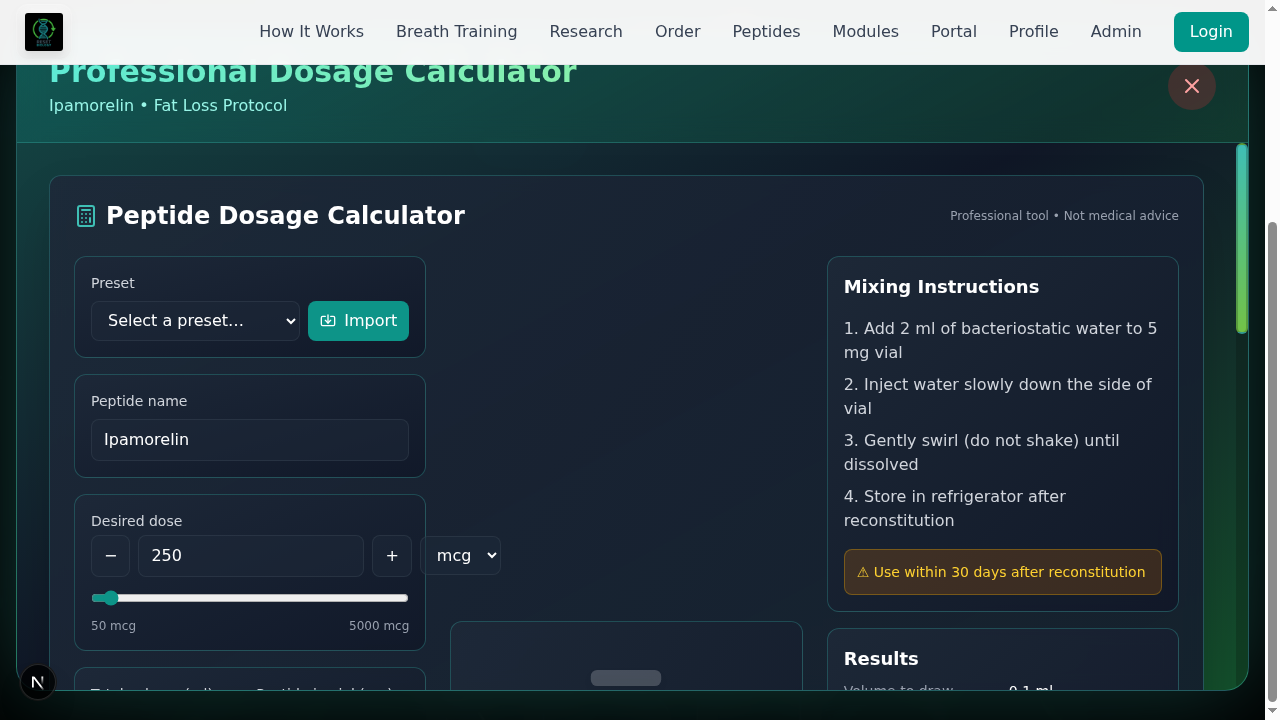 How It Works
Breath Training
Research
Order
Peptides
Modules
Portal
Profile
Admin
Login
Professional Dosage Calculator
Ipamorelin • Fat Loss Protocol
Peptide Dosage Calculator
Professional tool • Not medical advice
Preset
Select a preset...
Import
Peptide name
Ipamorelin
Desired dose
−
250
+
mcg
50 mcg
5000 mcg
Mixing Instructions
1. Add 2 ml of bacteriostatic water to 5
mg vial
2. Inject water slowly down the side of
vial
3. Gently swirl (do not shake) until
dissolved
4. Store in refrigerator after
reconstitution
⚠ Use within 30 days after reconstitution
Results
Volume to draw
0.1 ml
N